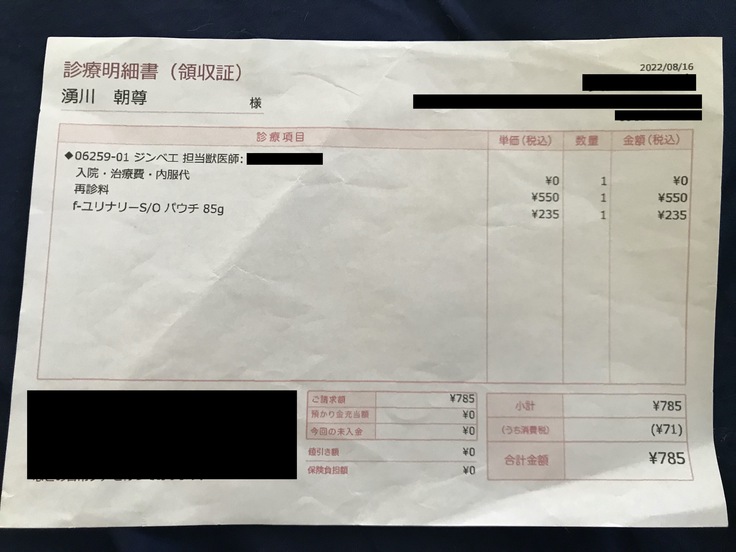 診療明細書（領収証）
2022/08/16
湧川 朝尊 様
診療項目 単価(税込) 数量 金額(税込)
◆06259-01 ジンベエ 担当獣医師:
入院・治療費・内服代 ¥0 1 ¥0
再診料 ¥550 1 ¥550
f-ユリナリーS/O パウチ 85g ¥235 1 ¥235
ご請求額 ¥785
預かり金充当額 ¥0
今回の未入金 ¥0
値引き額 ¥0
保険負担額 ¥0
小計 ¥785
(うち消費税) (¥71)
合計金額 ¥785